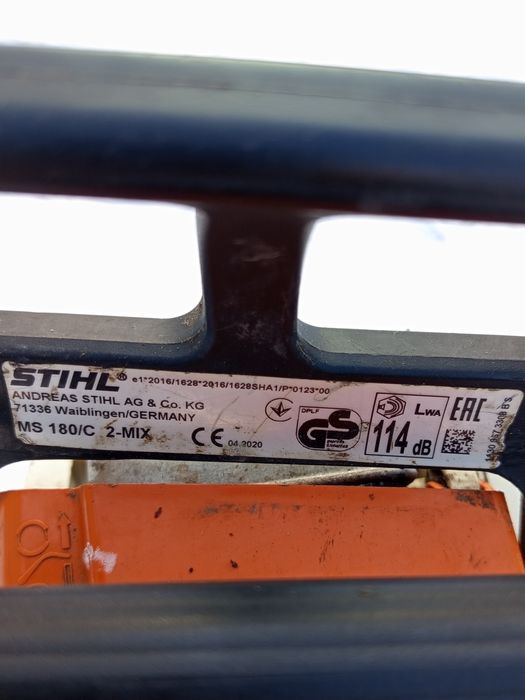 STIHL® e1*2016/1628*2016/1628SHA1/P*0123*00
ANDREAS STIHL AG & Co. KG
71336 Waiblingen/GERMANY
MS 180/C 2-MIX
CE 04.2020
DPLF
GS
LWA
114 dB
EAC